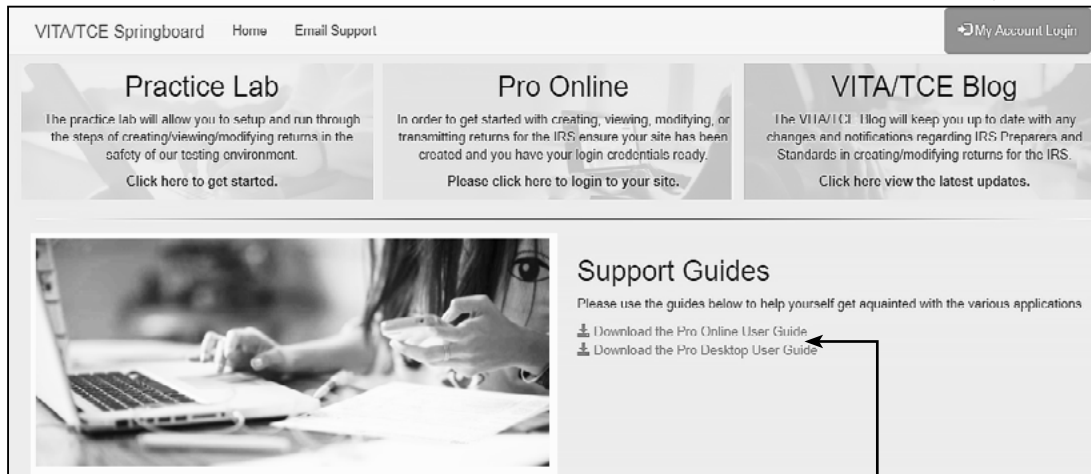 VITA/TCE Springboard Home Email Support My Account Login
Practice Lab
The practice lab will allow you to setup and run through
the steps of creating/viewing/modifying returns in the
safety of our testing environment.
Click here to get started.
Pro Online
In order to get started with creating, viewing, modifying, or
transmitting returns for the IRS ensure your site has been
created and you have your login credentials ready.
Please click here to login to your site.
VITA/TCE Blog
The VITA/TCE Blog will keep you up to date with any
changes and notifications regarding IRS Preparers and
Standards in creating/modifying returns for the IRS.
Click here view the latest updates.
Support Guides
Please use the guides below to help yourself get aquainted with the various applications
Download the Pro Online User Guide
Download the Pro Desktop User Guide